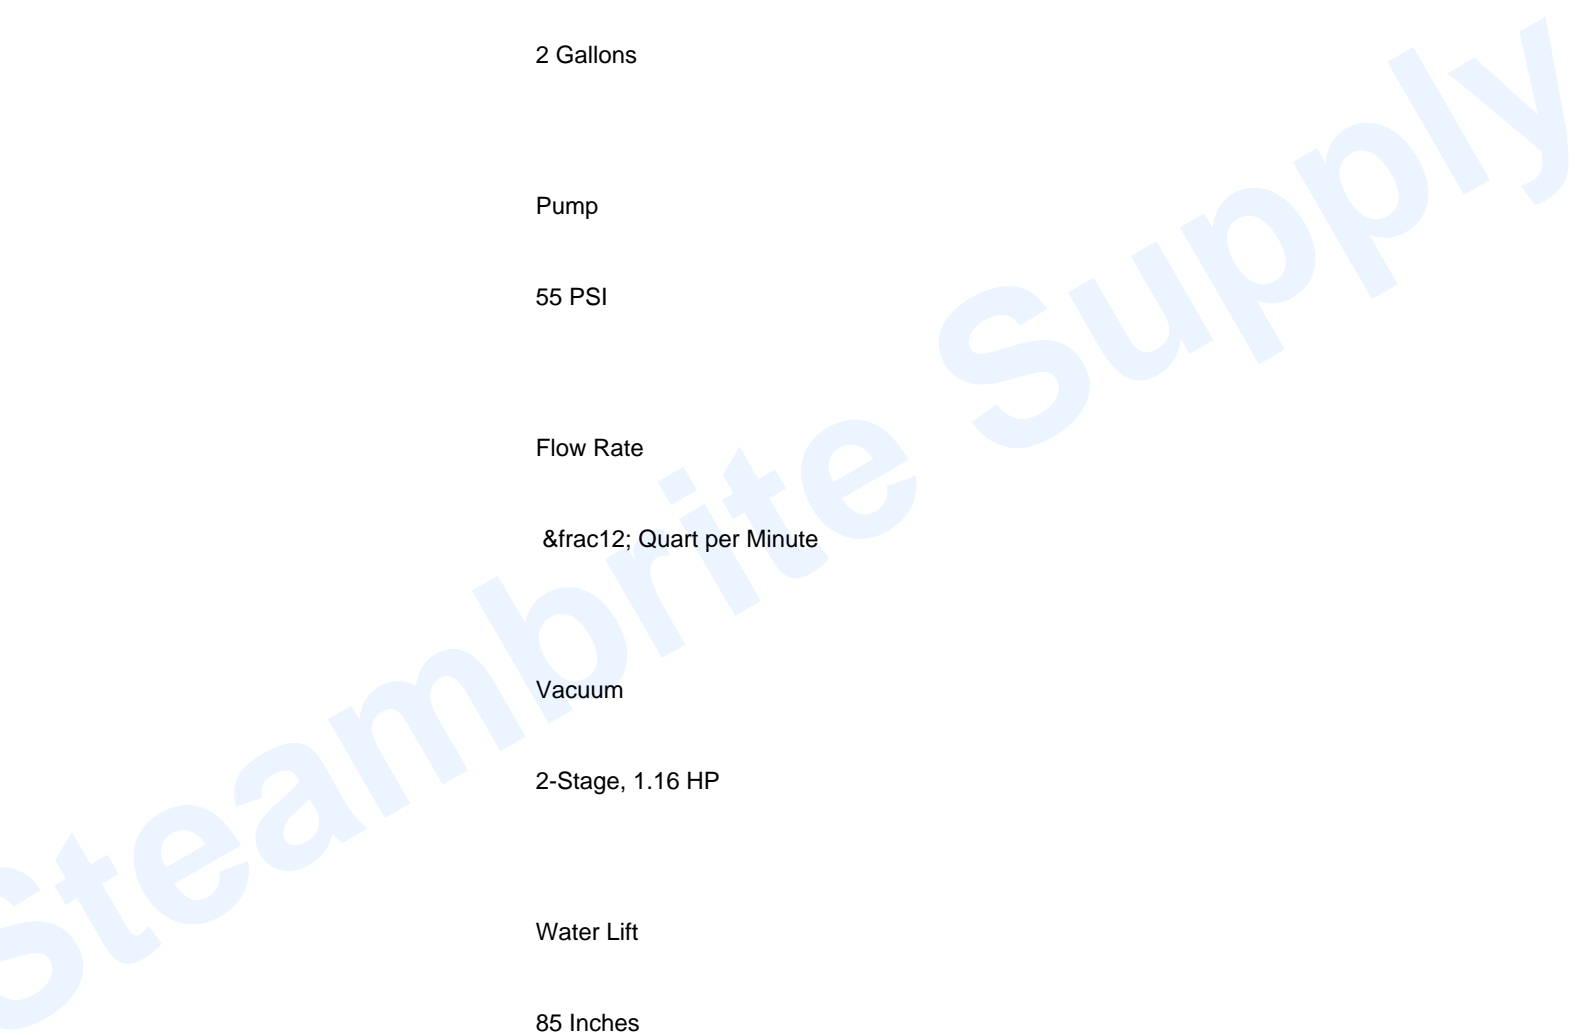 2 Gallons
Pump
55 PSI
Flow Rate
&frac12; Quart per Minute
Vacuum
2-Stage, 1.16 HP
Water Lift
85 Inches
Steambrite Supply